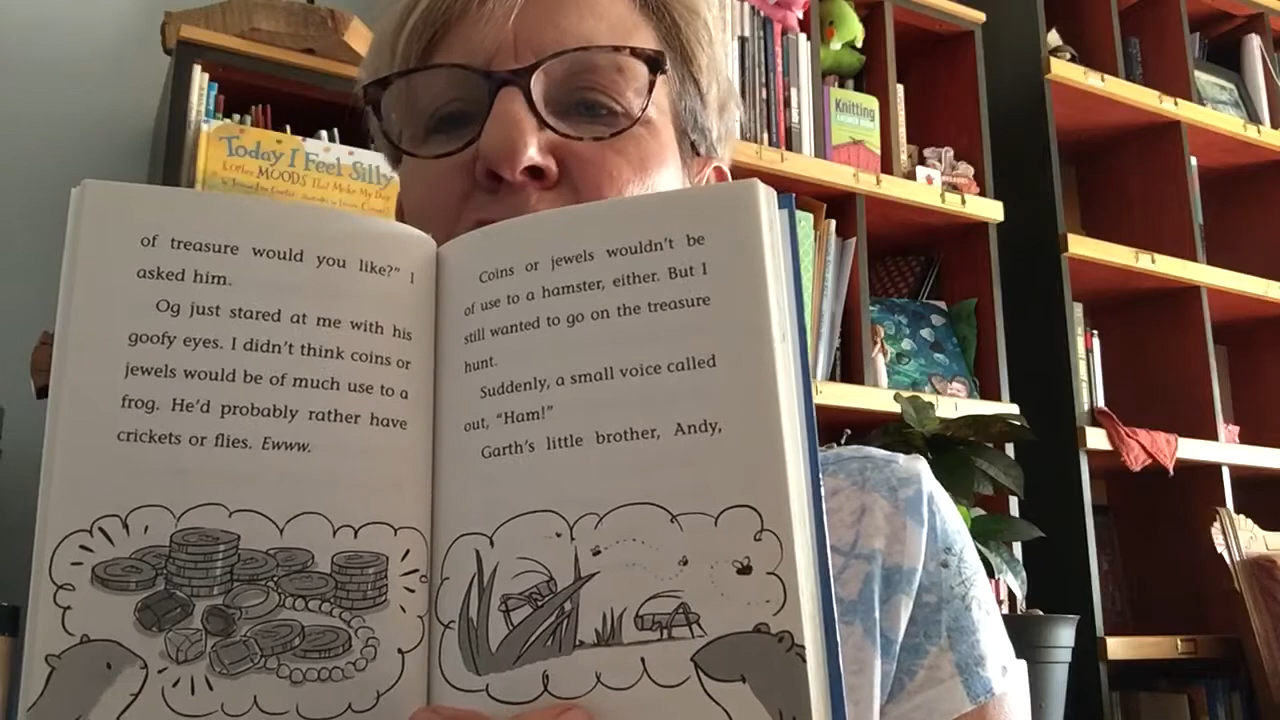 Today I Feel Silly
& Other MOODS That Make My Day
Knitting
of treasure would you like?" I
asked him.
Og just stared at me with his
goofy eyes. I didn't think coins or
jewels would be of much use to a
frog. He'd probably rather have
crickets or flies. Ewww.
Coins or jewels wouldn't be
of use to a hamster, either. But I
still wanted to go on the treasure
hunt.
Suddenly, a small voice called
out, "Ham!"
Garth's little brother, Andy,